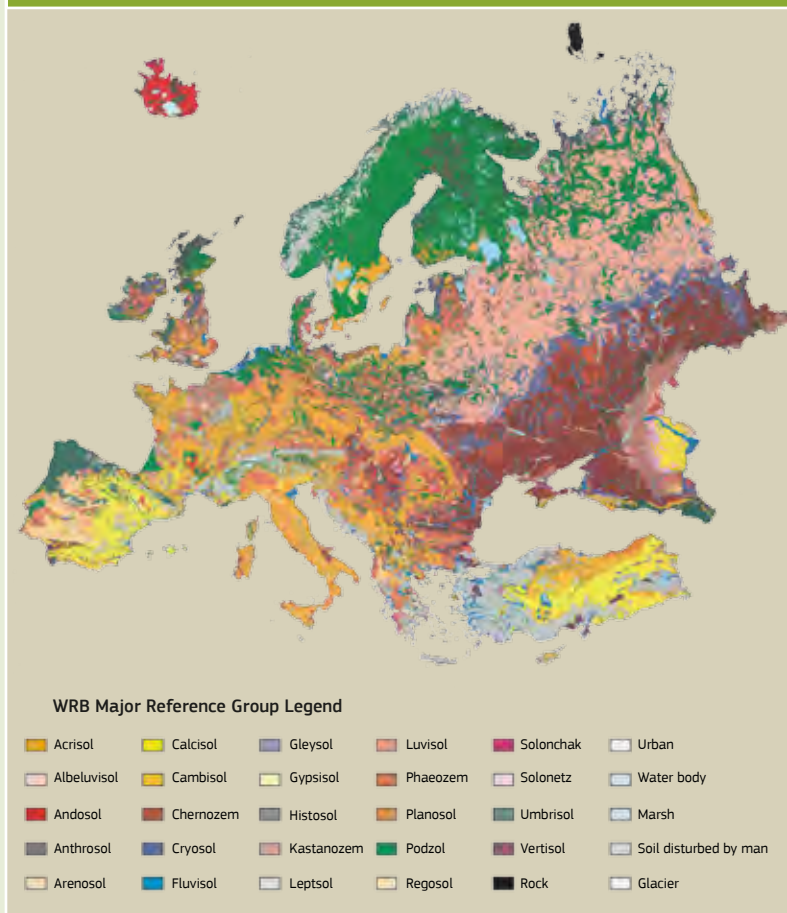 WRB Major Reference Group Legend
Acrisol Calcisol Gleysol Luvisol Solonchak Urban
Albeluvisol Cambisol Gypsisol Phaeozem Solonetz Water body
Andosol Chernozem Histosol Planosol Umbrisol Marsh
Anthrosol Cryosol Kastanozem Podzol Vertisol Soil disturbed by man
Arenosol Fluvisol Leptsol Regosol Rock Glacier